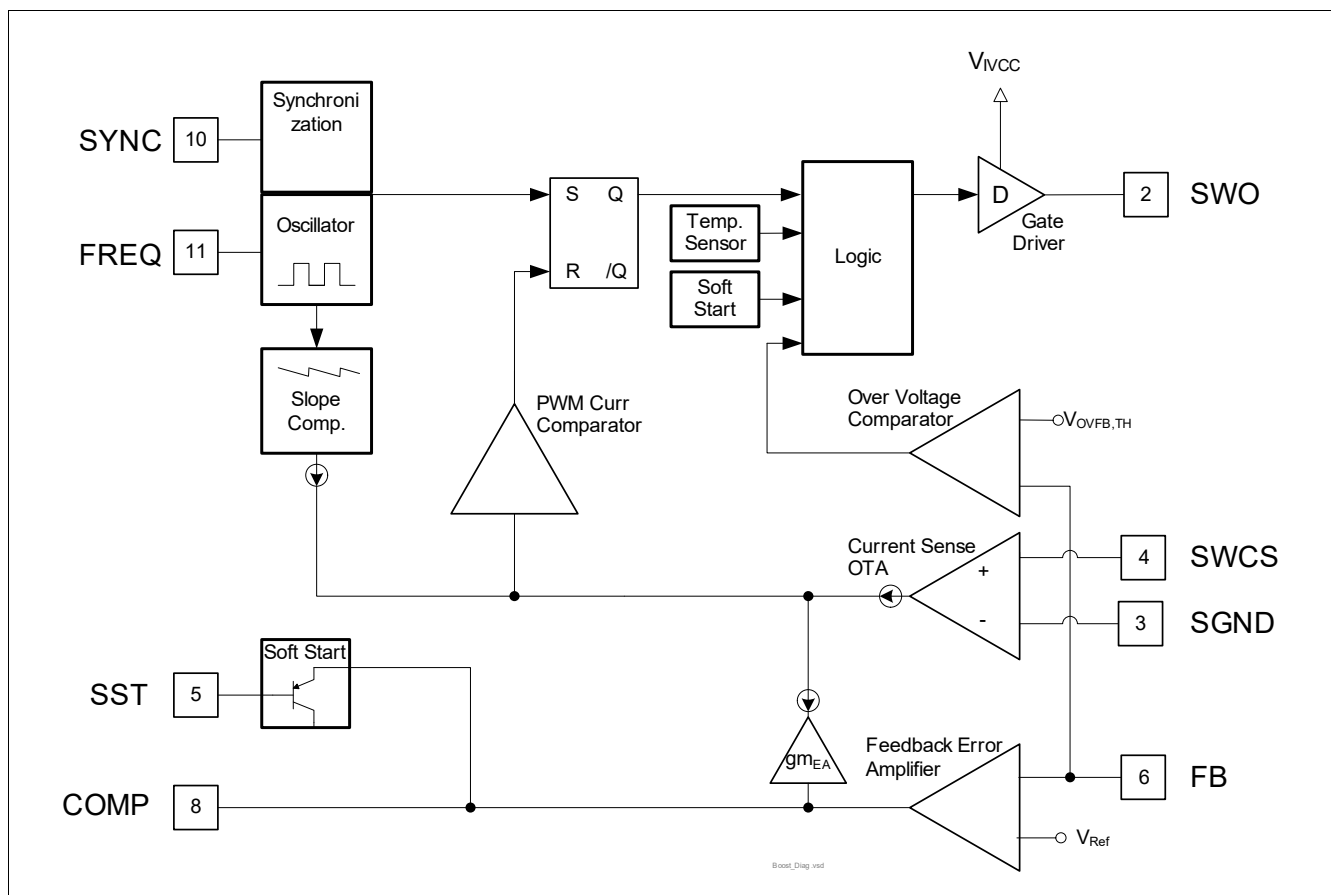 V_IVCC
Synchroni
zation
SYNC
10
Oscillator
FREQ
11
S Q
R /Q
Temp.
Sensor
Soft
Start
Logic
D
Gate
Driver
2
SWO
Slope
Comp.
PWM Curr
Comparator
Over Voltage
Comparator
V_OVFB,TH
Current Sense
OTA
+
-
4
SWCS
3
SGND
Soft Start
SST
5
gm_EA
Feedback Error
Amplifier
6
FB
COMP
8
V_Ref
Boost_Diag.vsd